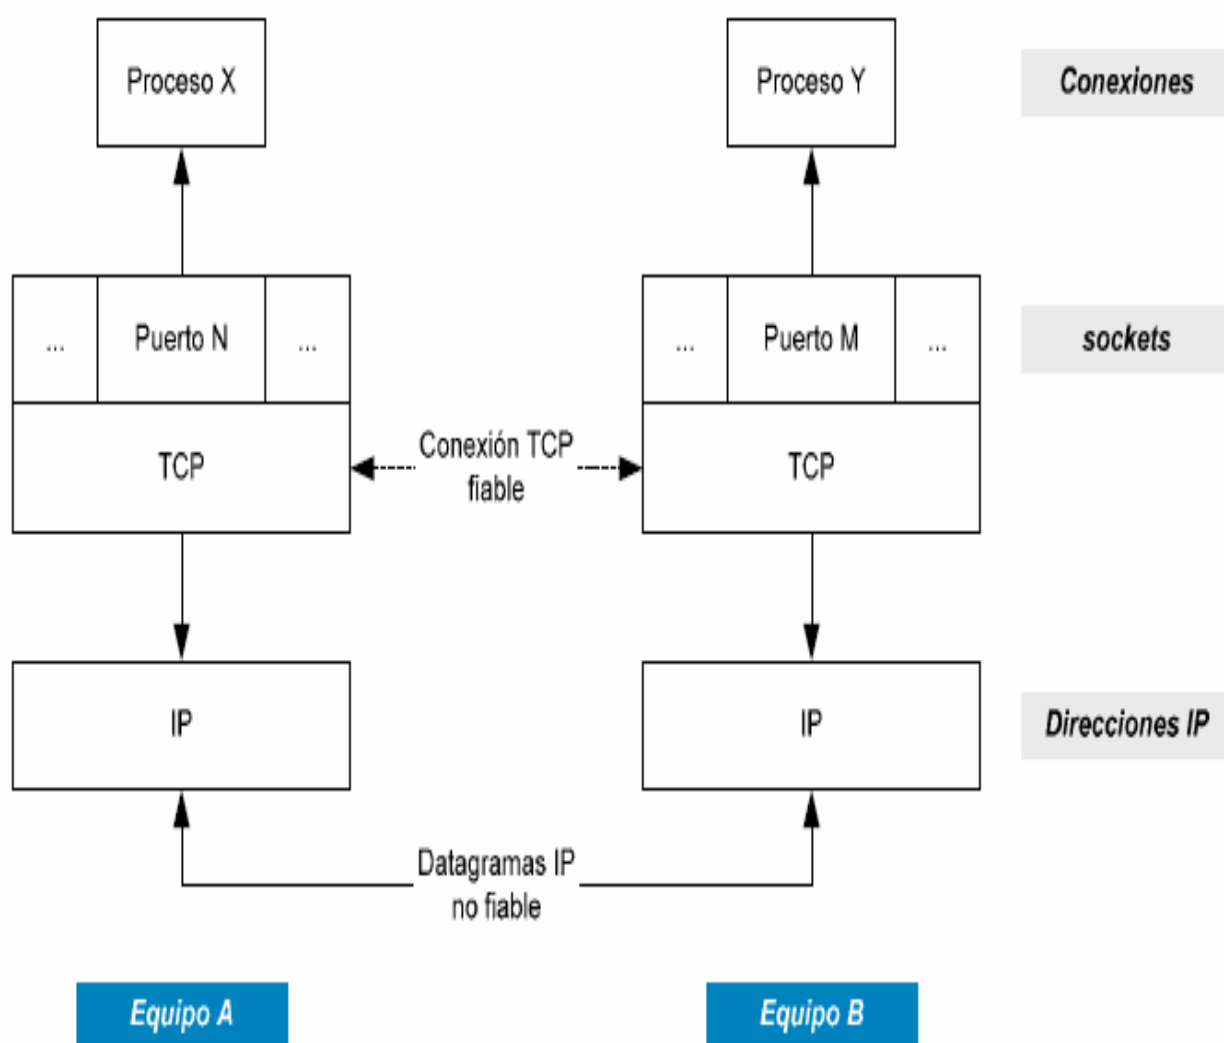 Proceso X
Proceso Y
Conexiones
...
Puerto N
...
...
Puerto M
...
sockets
TCP
Conexión TCP
fiable
TCP
IP
IP
Direcciones IP
Datagramas IP
no fiable
Equipo A
Equipo B